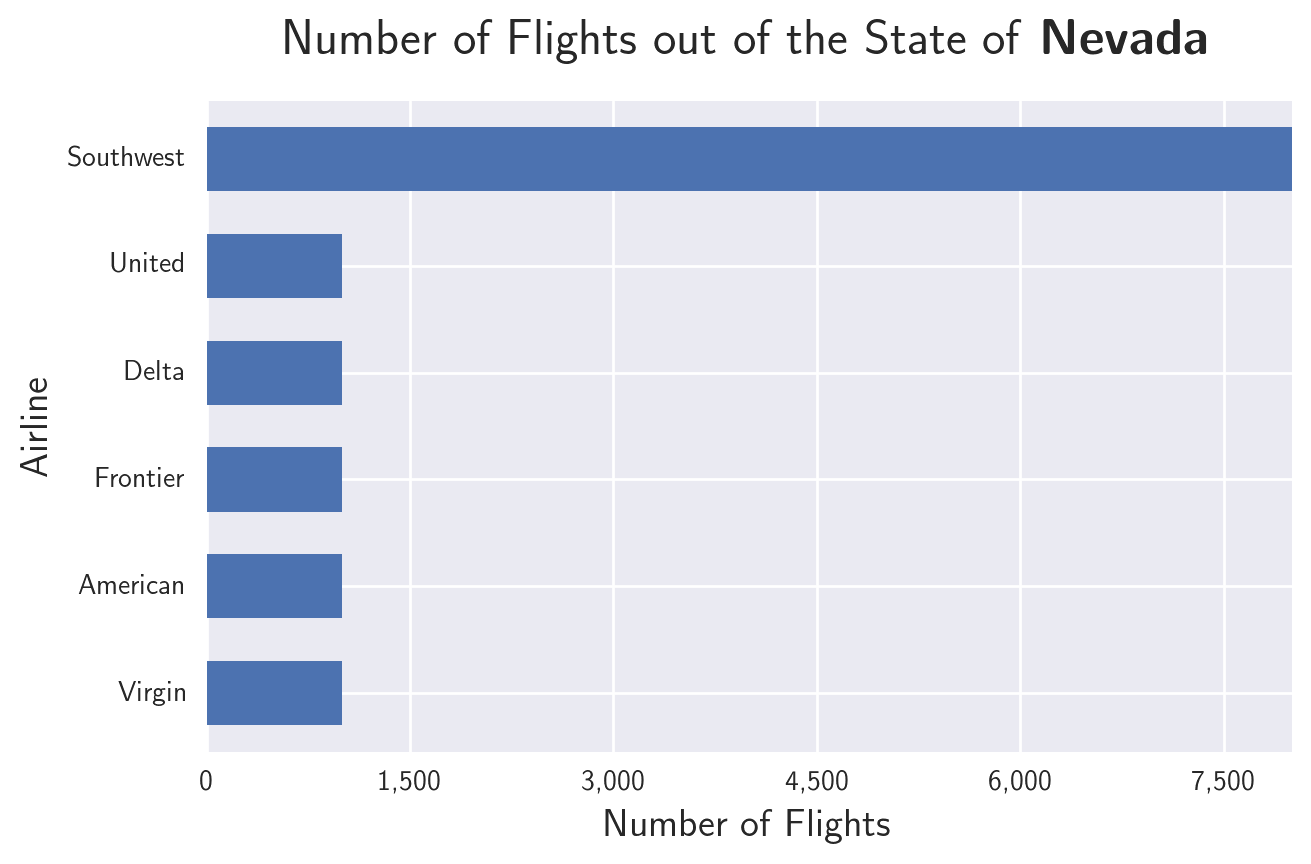 Number of Flights out of the State of Nevada
Southwest
United
Delta
Frontier
American
Virgin
Airline
0 1,500 3,000 4,500 6,000 7,500
Number of Flights